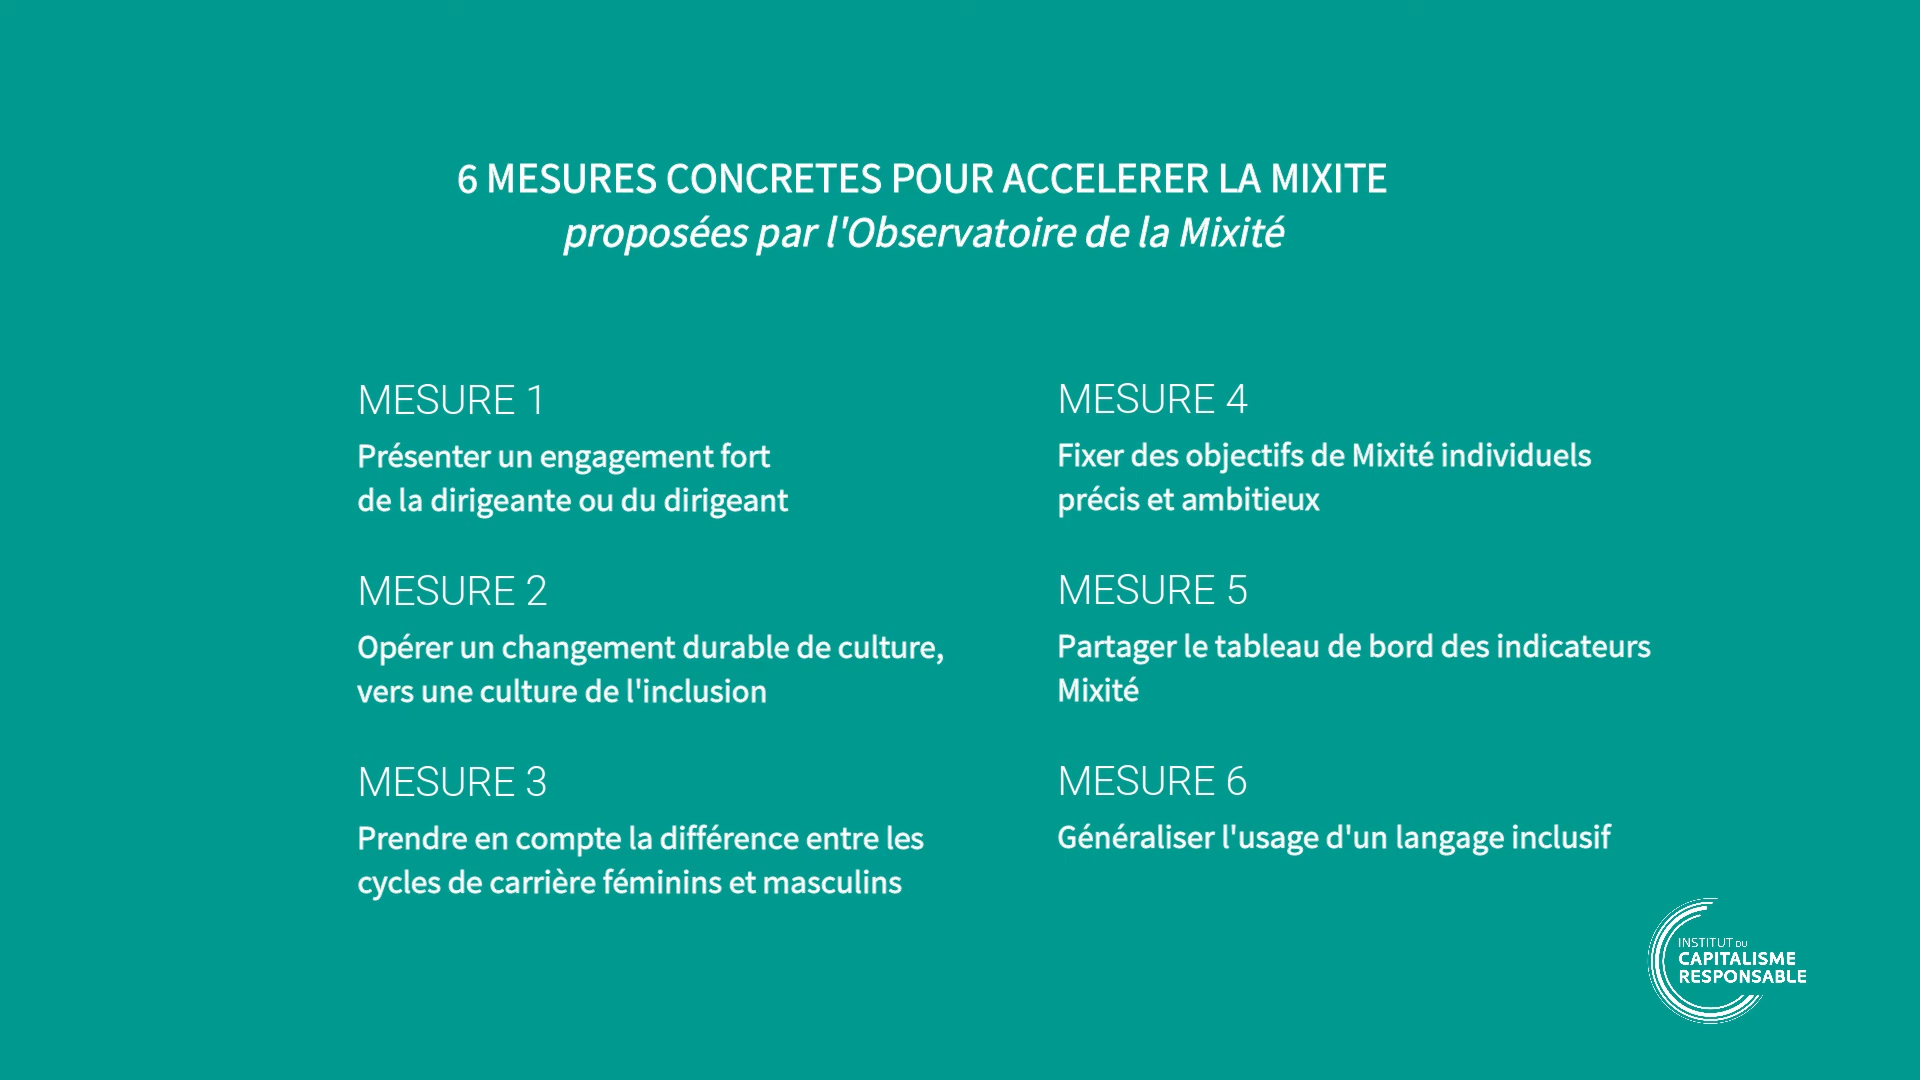 6 MESURES CONCRETES POUR ACCELERER LA MIXITE
proposées par l'Observatoire de la Mixité
MESURE 1
Présenter un engagement fort
de la dirigeante ou du dirigeant
MESURE 2
Opérer un changement durable de culture,
vers une culture de l'inclusion
MESURE 3
Prendre en compte la différence entre les
cycles de carrière féminins et masculins
MESURE 4
Fixer des objectifs de Mixité individuels
précis et ambitieux
MESURE 5
Partager le tableau de bord des indicateurs
Mixité
MESURE 6
Généraliser l'usage d'un langage inclusif
INSTITUT DU
CAPITALISME
RESPONSABLE